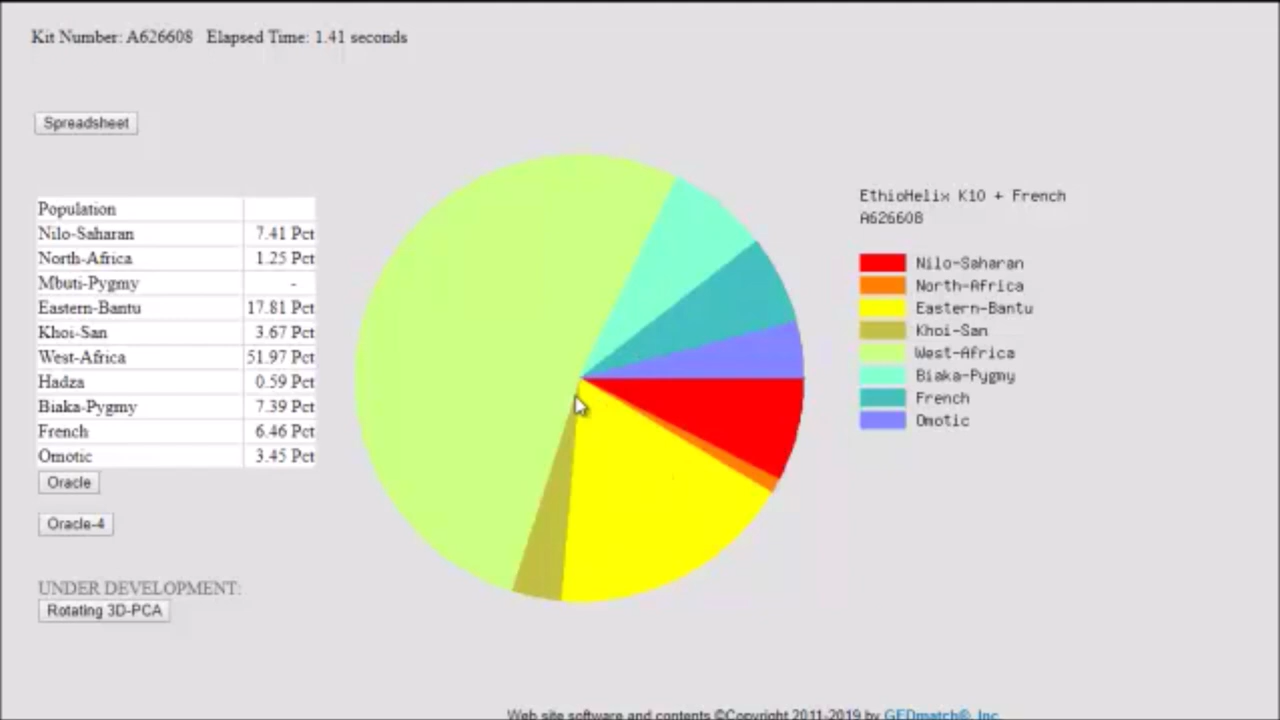 Kit Number: A626608 Elapsed Time: 1.41 seconds
Spreadsheet
Population
Nilo-Saharan 7.41 Pct
North-Africa 1.25 Pct
Mbuti-Pygmy -
Eastern-Bantu 17.81 Pct
Khoi-San 3.67 Pct
West-Africa 51.97 Pct
Hadza 0.59 Pct
Biaka-Pygmy 7.39 Pct
French 6.46 Pct
Omotic 3.45 Pct
Oracle
Oracle-4
UNDER DEVELOPMENT:
Rotating 3D-PCA
EthioHelix K10 + French
A626608
Nilo-Saharan
North-Africa
Eastern-Bantu
Khoi-San
West-Africa
Biaka-Pygmy
French
Omotic
Web site software and contents ©Copyright 2011-2019 by GEDmatch®, Inc.